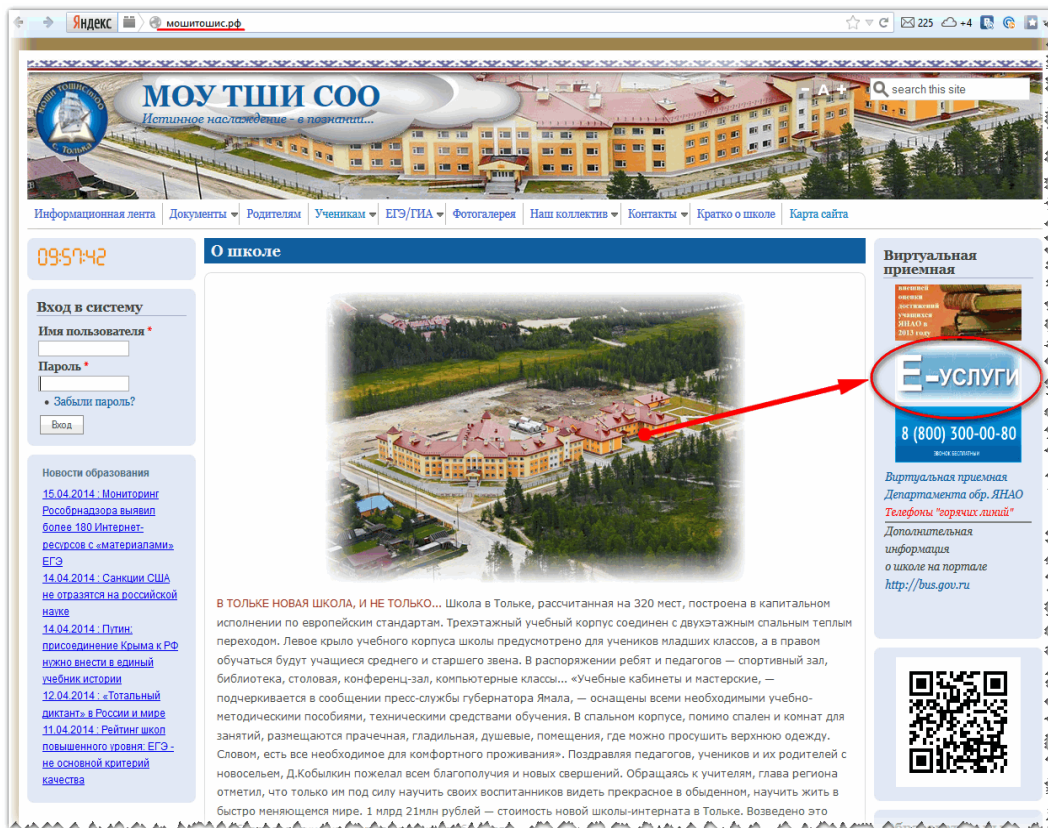 Яндекс
мошитошис.рф
225
+4
МОШИ ТОШИС(П)СОО
с. Толька
МОУ ТШИ СОО
Истинное наслаждение - в познании...
- A +
search this site
Информационная лента
Документы
Родителям
Ученикам
ЕГЭ/ГИА
Фотогалерея
Наш коллектив
Контакты
Кратко о школе
Карта сайта
09:57:42
Вход в систему
Имя пользователя *
Пароль *
Забыли пароль?
Вход
Новости образования
15.04.2014 : Мониторинг
Рособрнадзора выявил
более 180 Интернет-
ресурсов с «материалами»
ЕГЭ
14.04.2014 : Санкции США
не отразятся на российской
науке
14.04.2014 : Путин:
присоединение Крыма к РФ
нужно внести в единый
учебник истории
12.04.2014 : «Тотальный
диктант» в России и мире
11.04.2014 : Рейтинг школ
повышенного уровня: ЕГЭ -
не основной критерий
качества
О школе
В ТОЛЬКЕ НОВАЯ ШКОЛА, И НЕ ТОЛЬКО... Школа в Тольке, рассчитанная на 320 мест, построена в капитальном
исполнении по европейским стандартам. Трехэтажный учебный корпус соединен с двухэтажным спальным теплым
переходом. Левое крыло учебного корпуса школы предусмотрено для учеников младших классов, а в правом
обучаться будут учащиеся среднего и старшего звена. В распоряжении ребят и педагогов — спортивный зал,
библиотека, столовая, конференц-зал, компьютерные классы... «Учебные кабинеты и мастерские, —
подчеркивается в сообщении пресс-службы губернатора Ямала, — оснащены всеми необходимыми учебно-
методическими пособиями, техническими средствами обучения. В спальном корпусе, помимо спален и комнат для
занятий, размещаются прачечная, гладильная, душевые, помещения, где можно просушить верхнюю одежду.
Словом, есть все необходимое для комфортного проживания». Поздравляя педагогов, учеников и их родителей с
новосельем, Д.Кобылкин пожелал всем благополучия и новых свершений. Обращаясь к учителям, глава региона
отметил, что только им под силу научить своих воспитанников видеть прекрасное в обыденном, научить жить в
быстро меняющемся мире. 1 млрд 21млн рублей — стоимость новой школы-интерната в Тольке. Возведено это
Виртуальная
приемная
внешней
оценки
достижений
учащихся
ЯНАО в
2013 году
Е-УСЛУГИ
8 (800) 300-00-80
ЗВОНОК БЕСПЛАТНЫЙ
Виртуальная приемная
Департамента обр. ЯНАО
Телефоны "горячих линий"
Дополнительная
информация
о школе на портале
http://bus.gov.ru